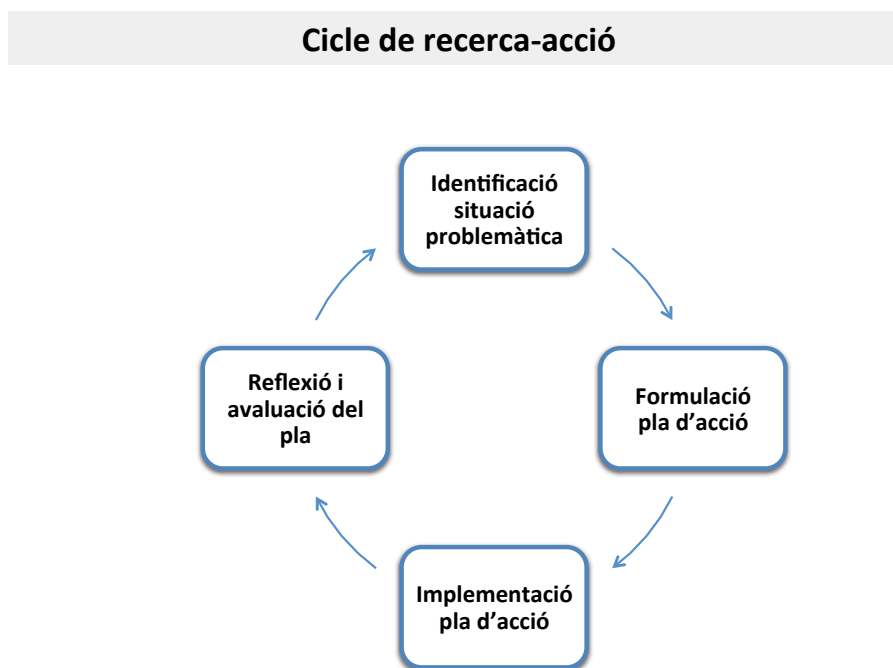 Cicle de recerca-acció
Identificació
situació
problemàtica
Formulació
pla d’acció
Implementació
pla d’acció
Reflexió i
avaluació del
pla